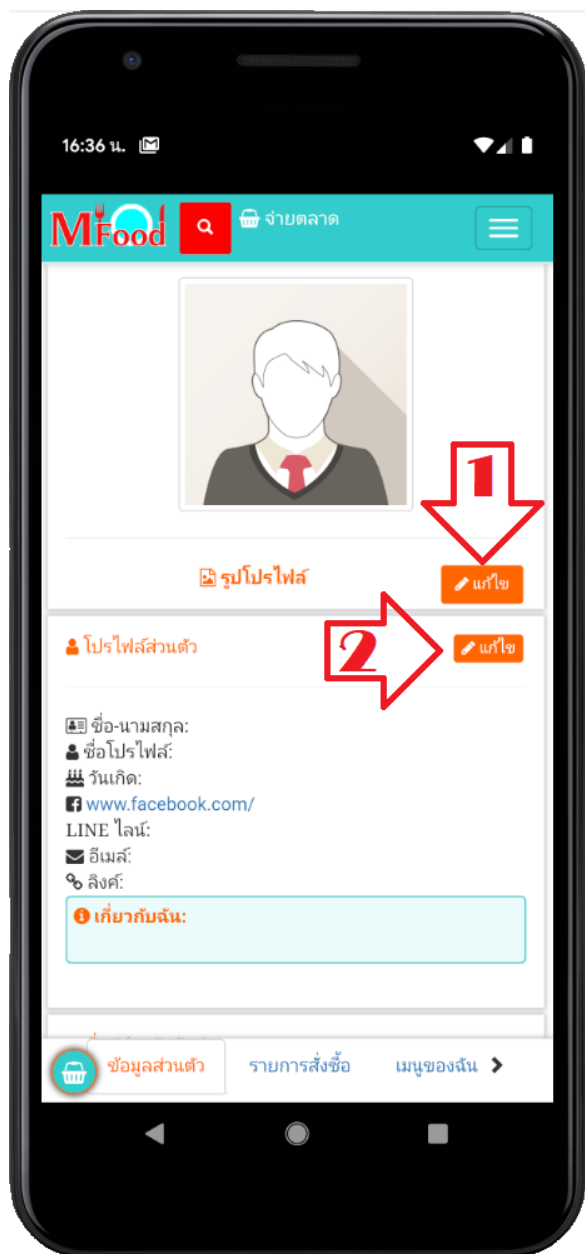 16:36 น.
MFood
จ่ายตลาด
1
รูปโปรไฟล์
แก้ไข
โปรไฟล์ส่วนตัว
2
แก้ไข
ชื่อ-นามสกุล:
ชื่อโปรไฟล์:
วันเกิด:
www.facebook.com/
LINE ไลน์:
อีเมล์:
ลิงค์:
เกี่ยวกับฉัน:
ข้อมูลส่วนตัว
รายการสั่งซื้อ
เมนูของฉัน